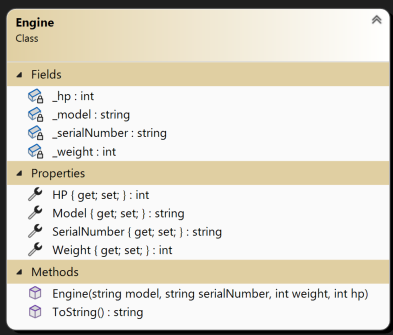 Engine
Class
Fields
_hp : int
_model : string
_serialNumber : string
_weight : int
Properties
HP { get; set; } : int
Model { get; set; } : string
SerialNumber { get; set; } : string
Weight { get; set; } : int
Methods
Engine(string model, string serialNumber, int weight, int hp)
ToString() : string